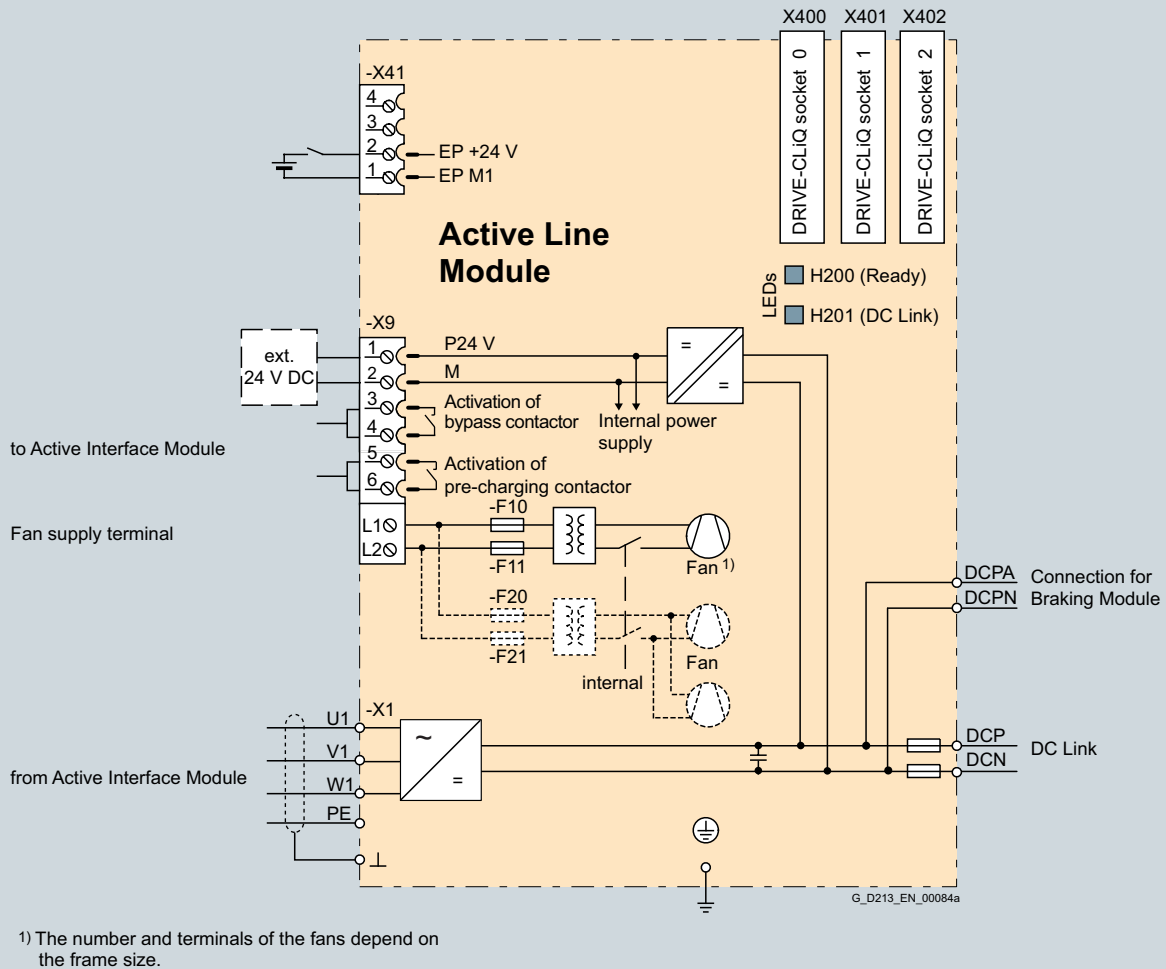 X400 X401 X402
DRIVE-CLiQ socket 0
DRIVE-CLiQ socket 1
DRIVE-CLiQ socket 2
-X41
4
3
2
1
EP +24 V
EP M1
Active Line
Module
LEDs
H200 (Ready)
H201 (DC Link)
-X9
ext.
24 V DC
1
2
3
4
5
6
P24 V
M
=
=
Activation of
bypass contactor
Internal power
supply
to Active Interface Module
Activation of
pre-charging contactor
Fan supply terminal
L1
L2
-F10
-F11
Fan 1)
-F20
-F21
Fan
internal
DCPA
DCPN
Connection for
Braking Module
-X1
U1
V1
W1
PE
~
=
from Active Interface Module
DCP
DCN
DC Link
G_D213_EN_00084a
1) The number and terminals of the fans depend on
the frame size.